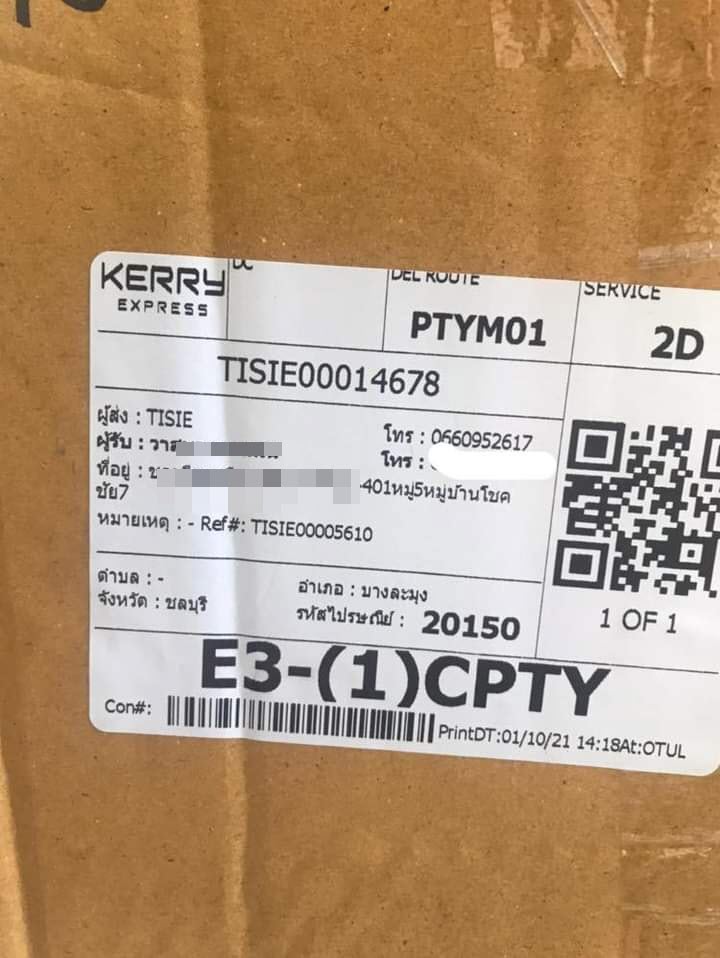 KERRY
EXPRESS
DEL ROUTE
PTYM01
SERVICE
2D
TISIE00014678
ผู้ส่ง : TISIE
โทร : 0660952617
ผู้รับ :
โทร :
ที่อยู่ :
-401หมู่5หมู่บ้านโชค
ชัย7
หมายเหตุ : - Ref#: TISIE00005610
ตำบล : -
อำเภอ : บางละมุง
จังหวัด : ชลบุรี
รหัสไปรษณีย์ : 20150
1 OF 1
E3-(1)CPTY
Con#:
PrintDT:01/10/21 14:18At:OTUL